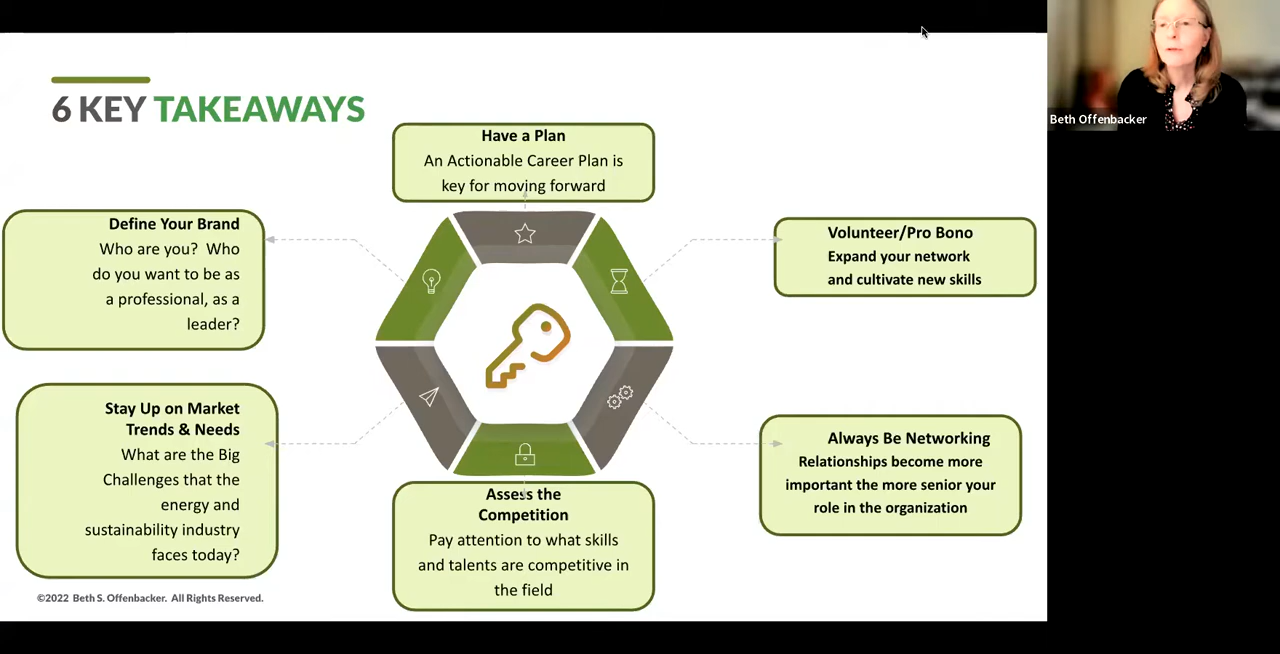 6 KEY TAKEAWAYS
Have a Plan
An Actionable Career Plan is
key for moving forward
Define Your Brand
Who are you?  Who
do you want to be as
a professional, as a
leader?
Volunteer/Pro Bono
Expand your network
and cultivate new skills
Stay Up on Market
Trends & Needs
What are the Big
Challenges that the
energy and
sustainability industry
faces today?
Assess the
Competition
Pay attention to what skills
and talents are competitive in
the field
Always Be Networking
Relationships become more
important the more senior your
role in the organization
©2022 Beth S. Offenbacker.  All Rights Reserved.
Beth Offenbacker